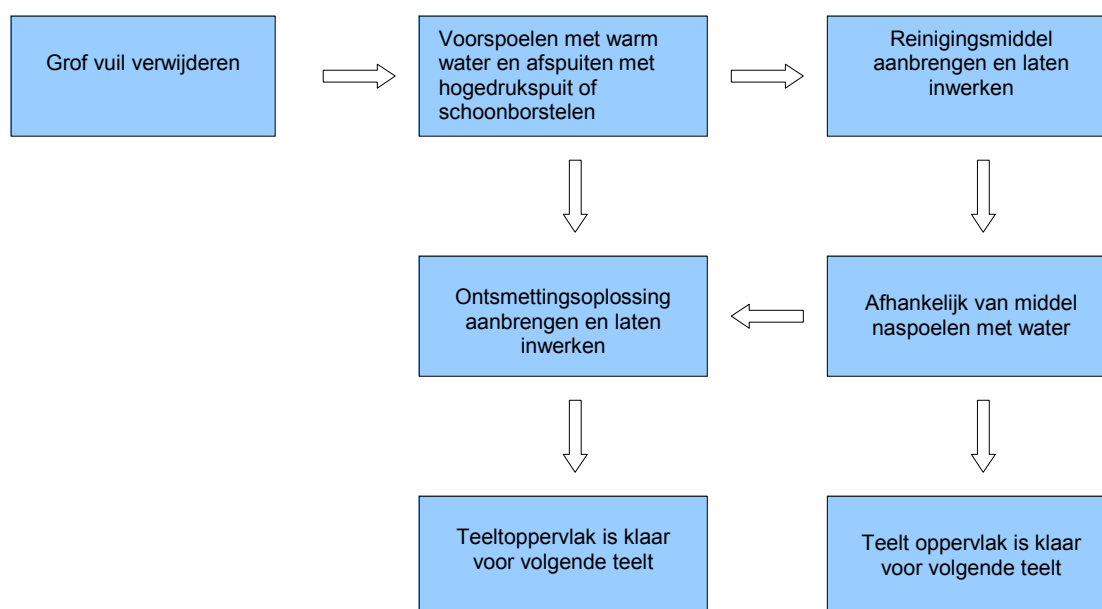 Grof vuil verwijderen
Voorspoelen met warm
water en afspuiten met
hogedrukspuit of
schoonborstelen
Reinigingsmiddel
aanbrengen en laten
inwerken
Ontsmettingsoplossing
aanbrengen en laten
inwerken
Afhankelijk van middel
naspoelen met water
Teeltoppervlak is klaar
voor volgende teelt
Teelt oppervlak is klaar
voor volgende teelt